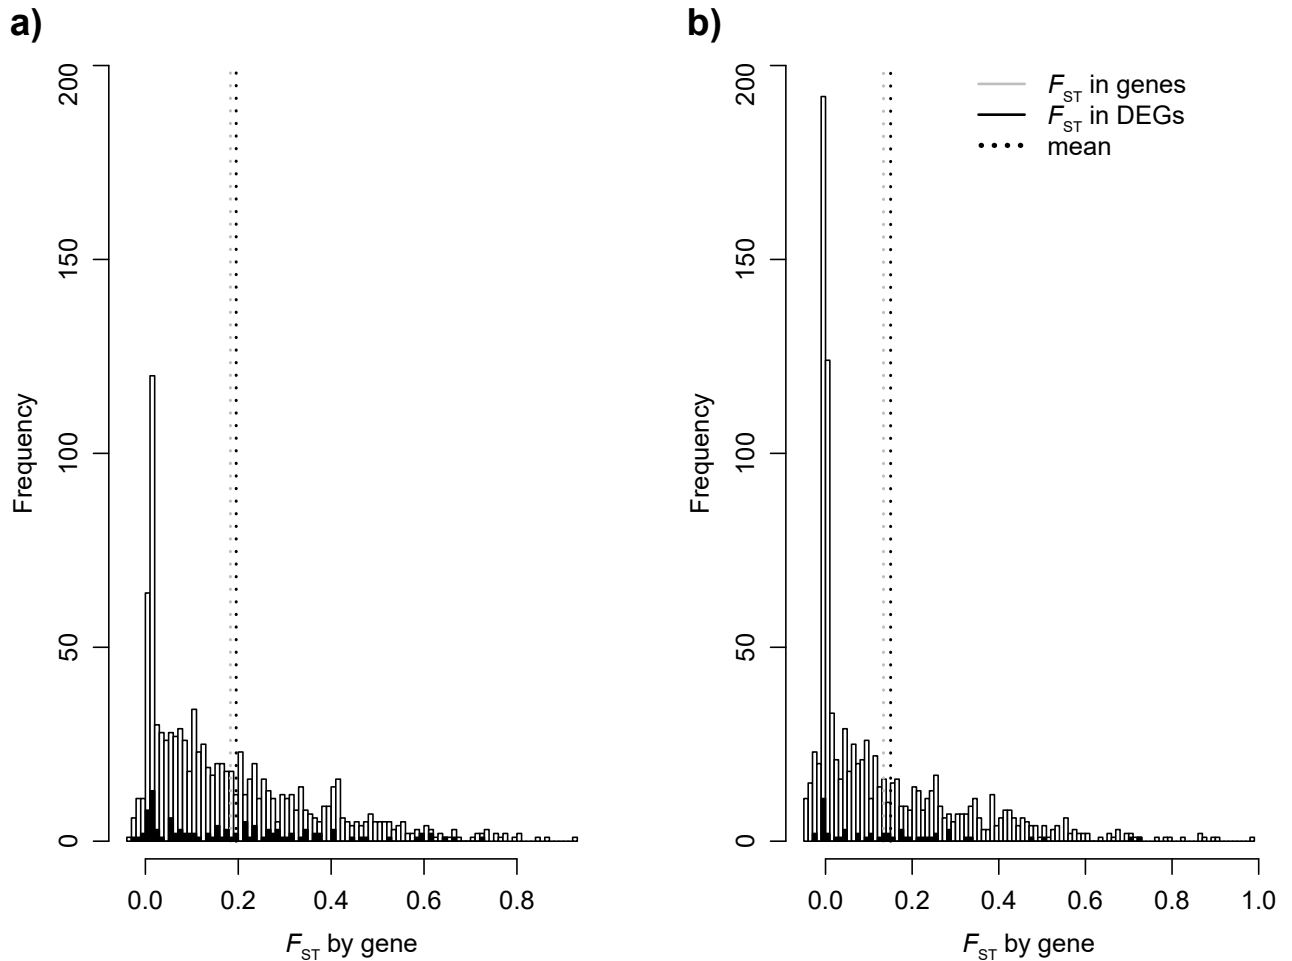 a)
200
150
100
50
0
Frequency
0.0 0.2 0.4 0.6 0.8
FST by gene
b)
200
150
100
50
0
Frequency
FST in genes
FST in DEGs
mean
0.0 0.2 0.4 0.6 0.8 1.0
FST by gene